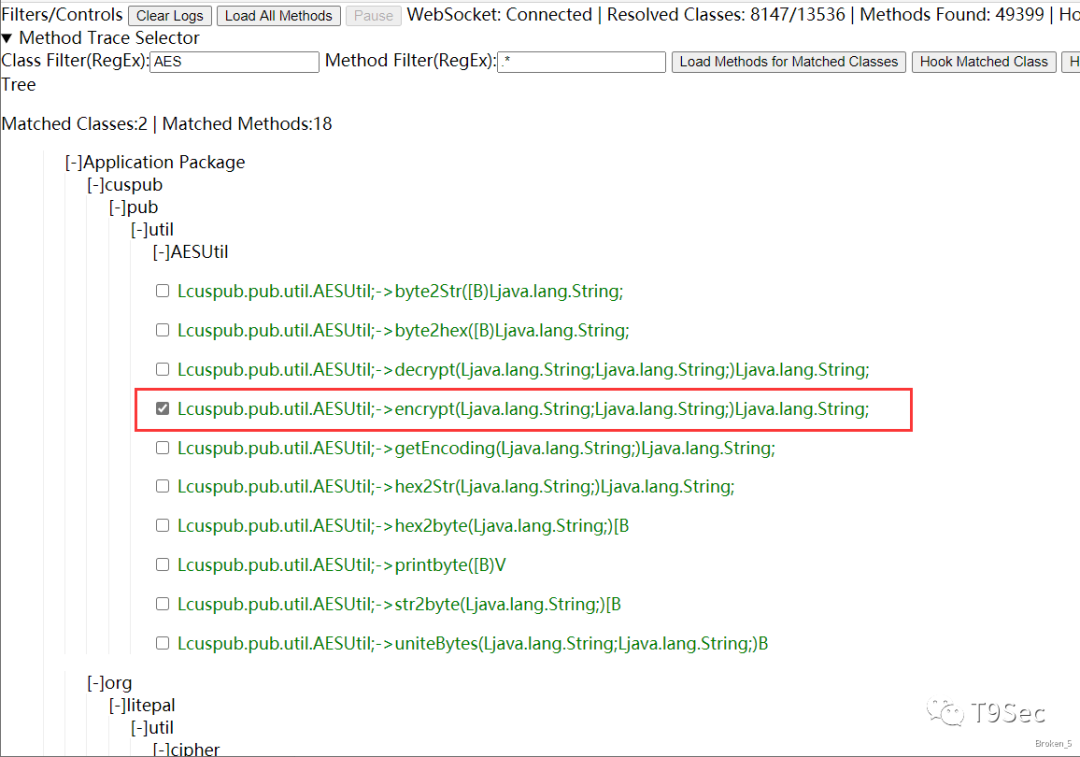 Filters/Controls Clear Logs Load All Methods Pause WebSocket: Connected | Resolved Classes: 8147/13536 | Methods Found: 49399 | Ho
▼ Method Trace Selector
Class Filter(RegEx): AES Method Filter(RegEx): .* Load Methods for Matched Classes Hook Matched Class H
Tree
Matched Classes:2 | Matched Methods:18
[-]Application Package
[-]cuspub
[-]pub
[-]util
[-]AESUtil
Lcuspub.pub.util.AESUtil;->byte2Str([B)Ljava.lang.String;
Lcuspub.pub.util.AESUtil;->byte2hex([B)Ljava.lang.String;
Lcuspub.pub.util.AESUtil;->decrypt(Ljava.lang.String;Ljava.lang.String;)Ljava.lang.String;
Lcuspub.pub.util.AESUtil;->encrypt(Ljava.lang.String;Ljava.lang.String;)Ljava.lang.String;
Lcuspub.pub.util.AESUtil;->getEncoding(Ljava.lang.String;)Ljava.lang.String;
Lcuspub.pub.util.AESUtil;->hex2Str(Ljava.lang.String;)Ljava.lang.String;
Lcuspub.pub.util.AESUtil;->hex2byte(Ljava.lang.String;)[B
Lcuspub.pub.util.AESUtil;->printbyte([B)V
Lcuspub.pub.util.AESUtil;->str2byte(Ljava.lang.String;)[B
Lcuspub.pub.util.AESUtil;->uniteBytes(Ljava.lang.String;Ljava.lang.String;)B
[-]org
[-]litepal
[-]util
[-]cipher
T9Sec
Broken_5